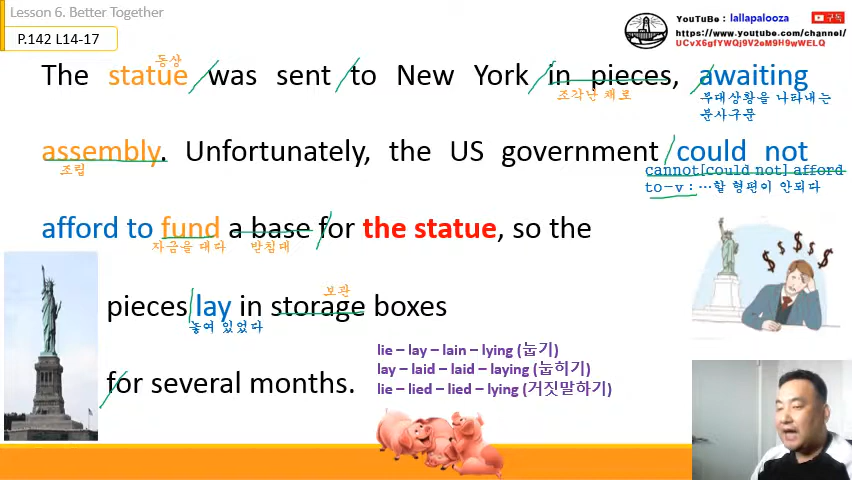 Lesson 6. Better Together
P.142 L14-17
YouTuBe : lallapalooza
구독
https://www.youtube.com/channel/
UCvX6gfYWQj9V2eM9H9wWELQ
동상
The statue was sent to New York in pieces, awaiting
조각난 채로
부대상황을 나타내는
분사구문
assembly. Unfortunately, the US government could not
조립
cannot[could not] afford
to-v : …할 형편이 안되다
afford to fund a base for the statue, so the
자금을 대다
받침대
보관
pieces lay in storage boxes
놓여 있었다
lie – lay – lain – lying (눕기)
lay – laid – laid – laying (눕히기)
lie – lied – lied – lying (거짓말하기)
for several months.